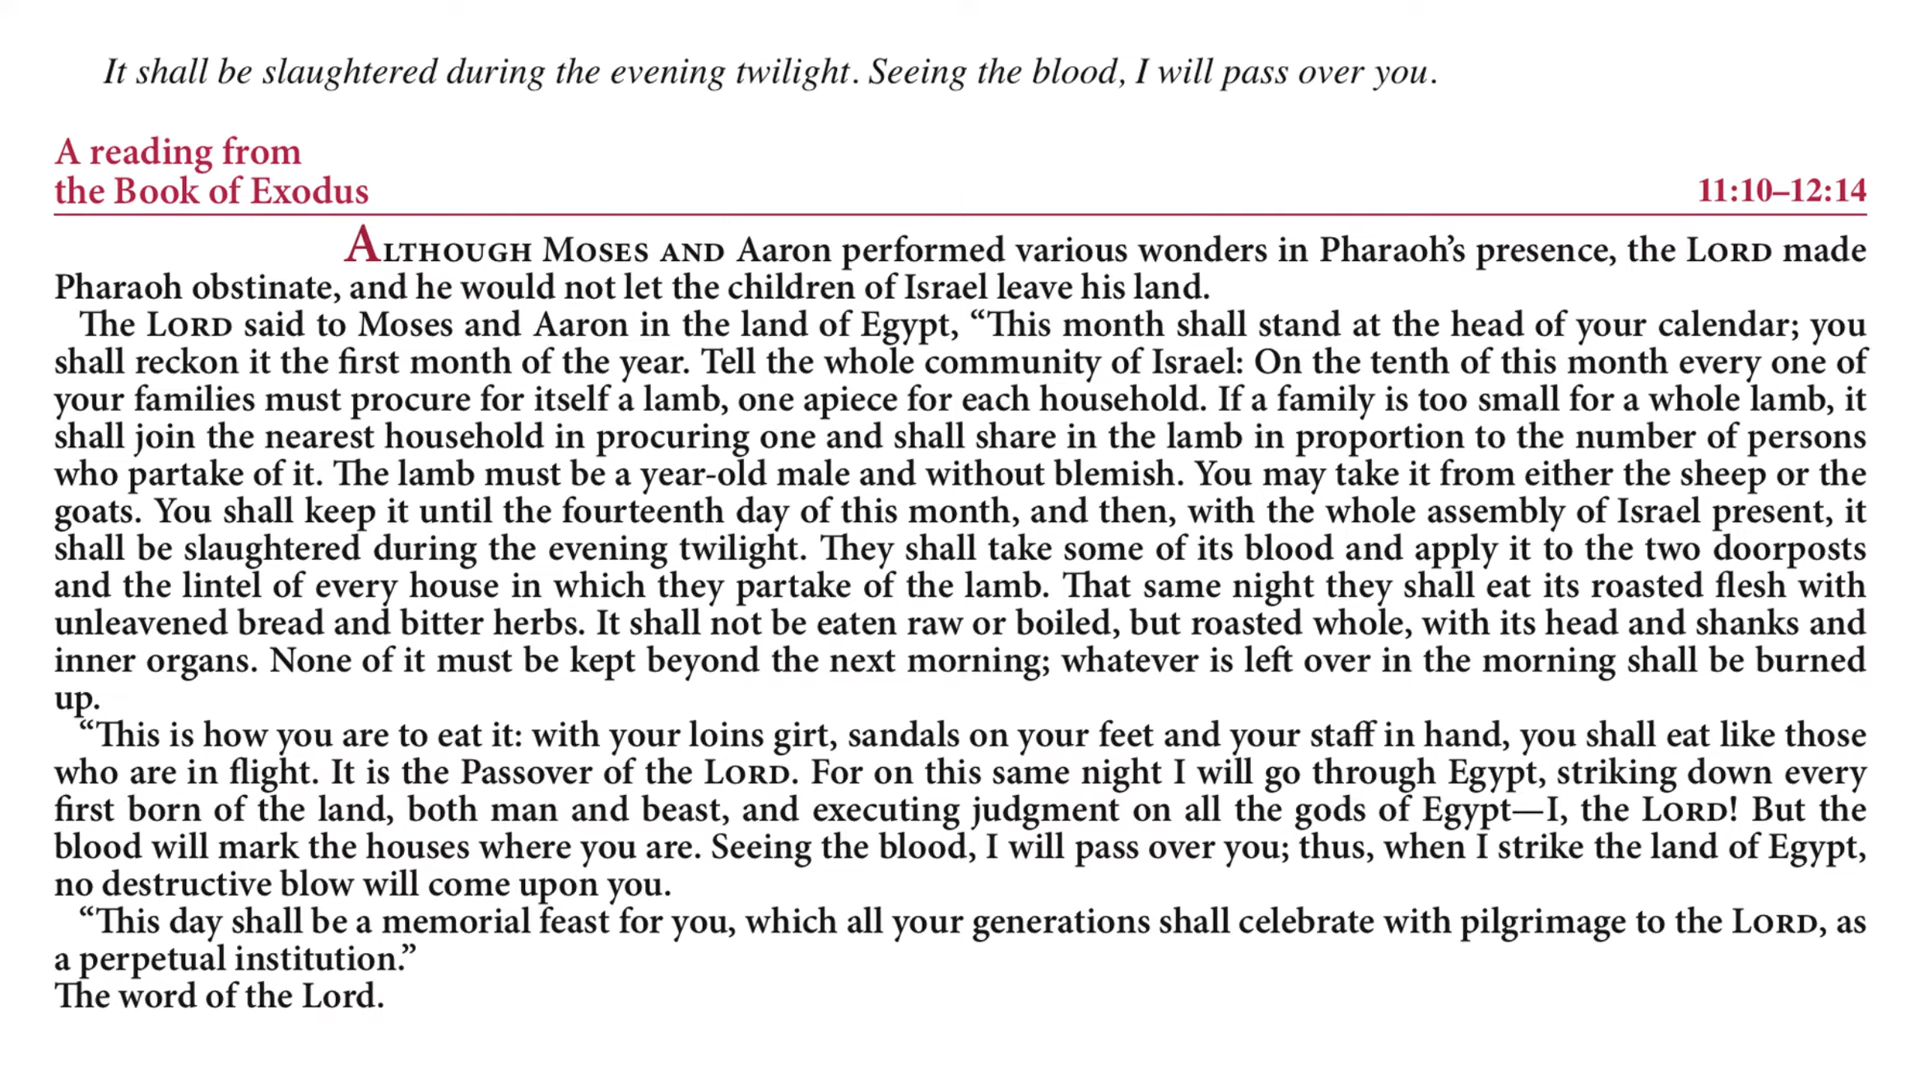 It shall be slaughtered during the evening twilight. Seeing the blood, I will pass over you.
A reading from
the Book of Exodus
11:10–12:14
Although Moses and Aaron performed various wonders in Pharaoh’s presence, the Lord made
Pharaoh obstinate, and he would not let the children of Israel leave his land.
The Lord said to Moses and Aaron in the land of Egypt, “This month shall stand at the head of your calendar; you
shall reckon it the first month of the year. Tell the whole community of Israel: On the tenth of this month every one of
your families must procure for itself a lamb, one apiece for each household. If a family is too small for a whole lamb, it
shall join the nearest household in procuring one and shall share in the lamb in proportion to the number of persons
who partake of it. The lamb must be a year-old male and without blemish. You may take it from either the sheep or the
goats. You shall keep it until the fourteenth day of this month, and then, with the whole assembly of Israel present, it
shall be slaughtered during the evening twilight. They shall take some of its blood and apply it to the two doorposts
and the lintel of every house in which they partake of the lamb. That same night they shall eat its roasted flesh with
unleavened bread and bitter herbs. It shall not be eaten raw or boiled, but roasted whole, with its head and shanks and
inner organs. None of it must be kept beyond the next morning; whatever is left over in the morning shall be burned
up.
“This is how you are to eat it: with your loins girt, sandals on your feet and your staff in hand, you shall eat like those
who are in flight. It is the Passover of the Lord. For on this same night I will go through Egypt, striking down every
first born of the land, both man and beast, and executing judgment on all the gods of Egypt—I, the Lord! But the
blood will mark the houses where you are. Seeing the blood, I will pass over you; thus, when I strike the land of Egypt,
no destructive blow will come upon you.
“This day shall be a memorial feast for you, which all your generations shall celebrate with pilgrimage to the Lord, as
a perpetual institution.”
The word of the Lord.